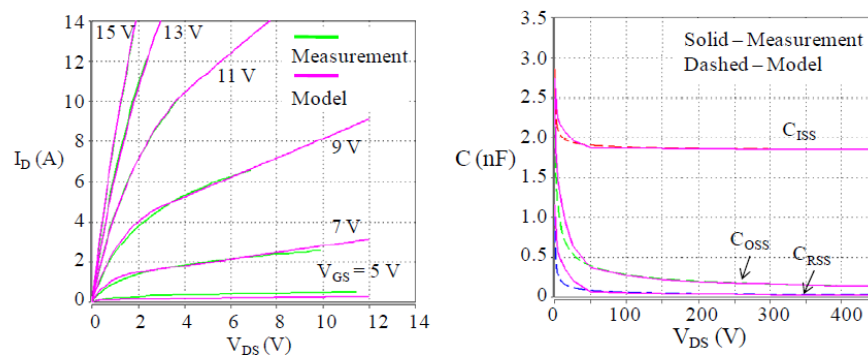 14
12
10
8
6
4
2
0
I_D (A)
15 V
13 V
11 V
9 V
7 V
V_GS = 5 V
Measurement
Model
0 2 4 6 8 10 12 14
V_DS (V)
3.5
3.0
2.5
2.0
1.5
1.0
0.5
0
C (nF)
Solid – Measurement
Dashed – Model
C_ISS
C_OSS
C_RSS
0 100 200 300 400
V_DS (V)